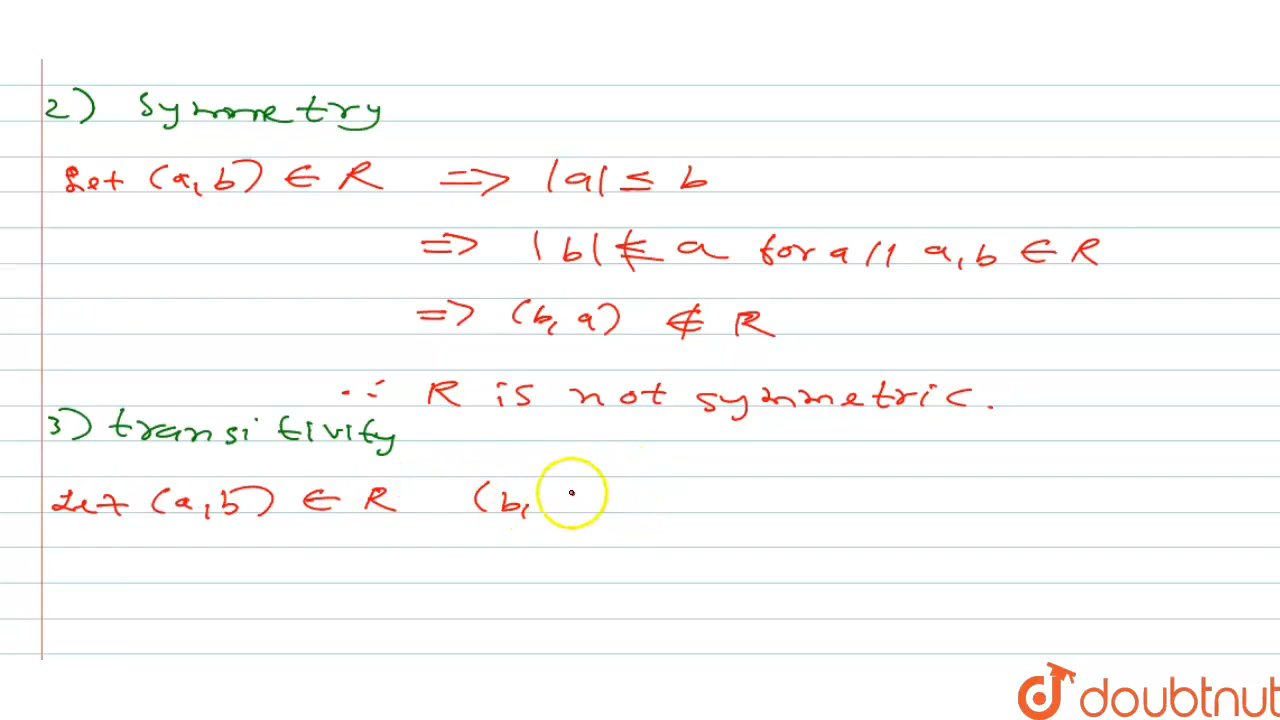 2) Symmetry
Let (a, b) ∈ R ⇒ |a| ≤ b
⇒ |b| ≰ a for all a, b ∈ R
⇒ (b, a) ∉ R
∴ R is not symmetric.
3) transitivity
Let (a, b) ∈ R (b,
doubtnut